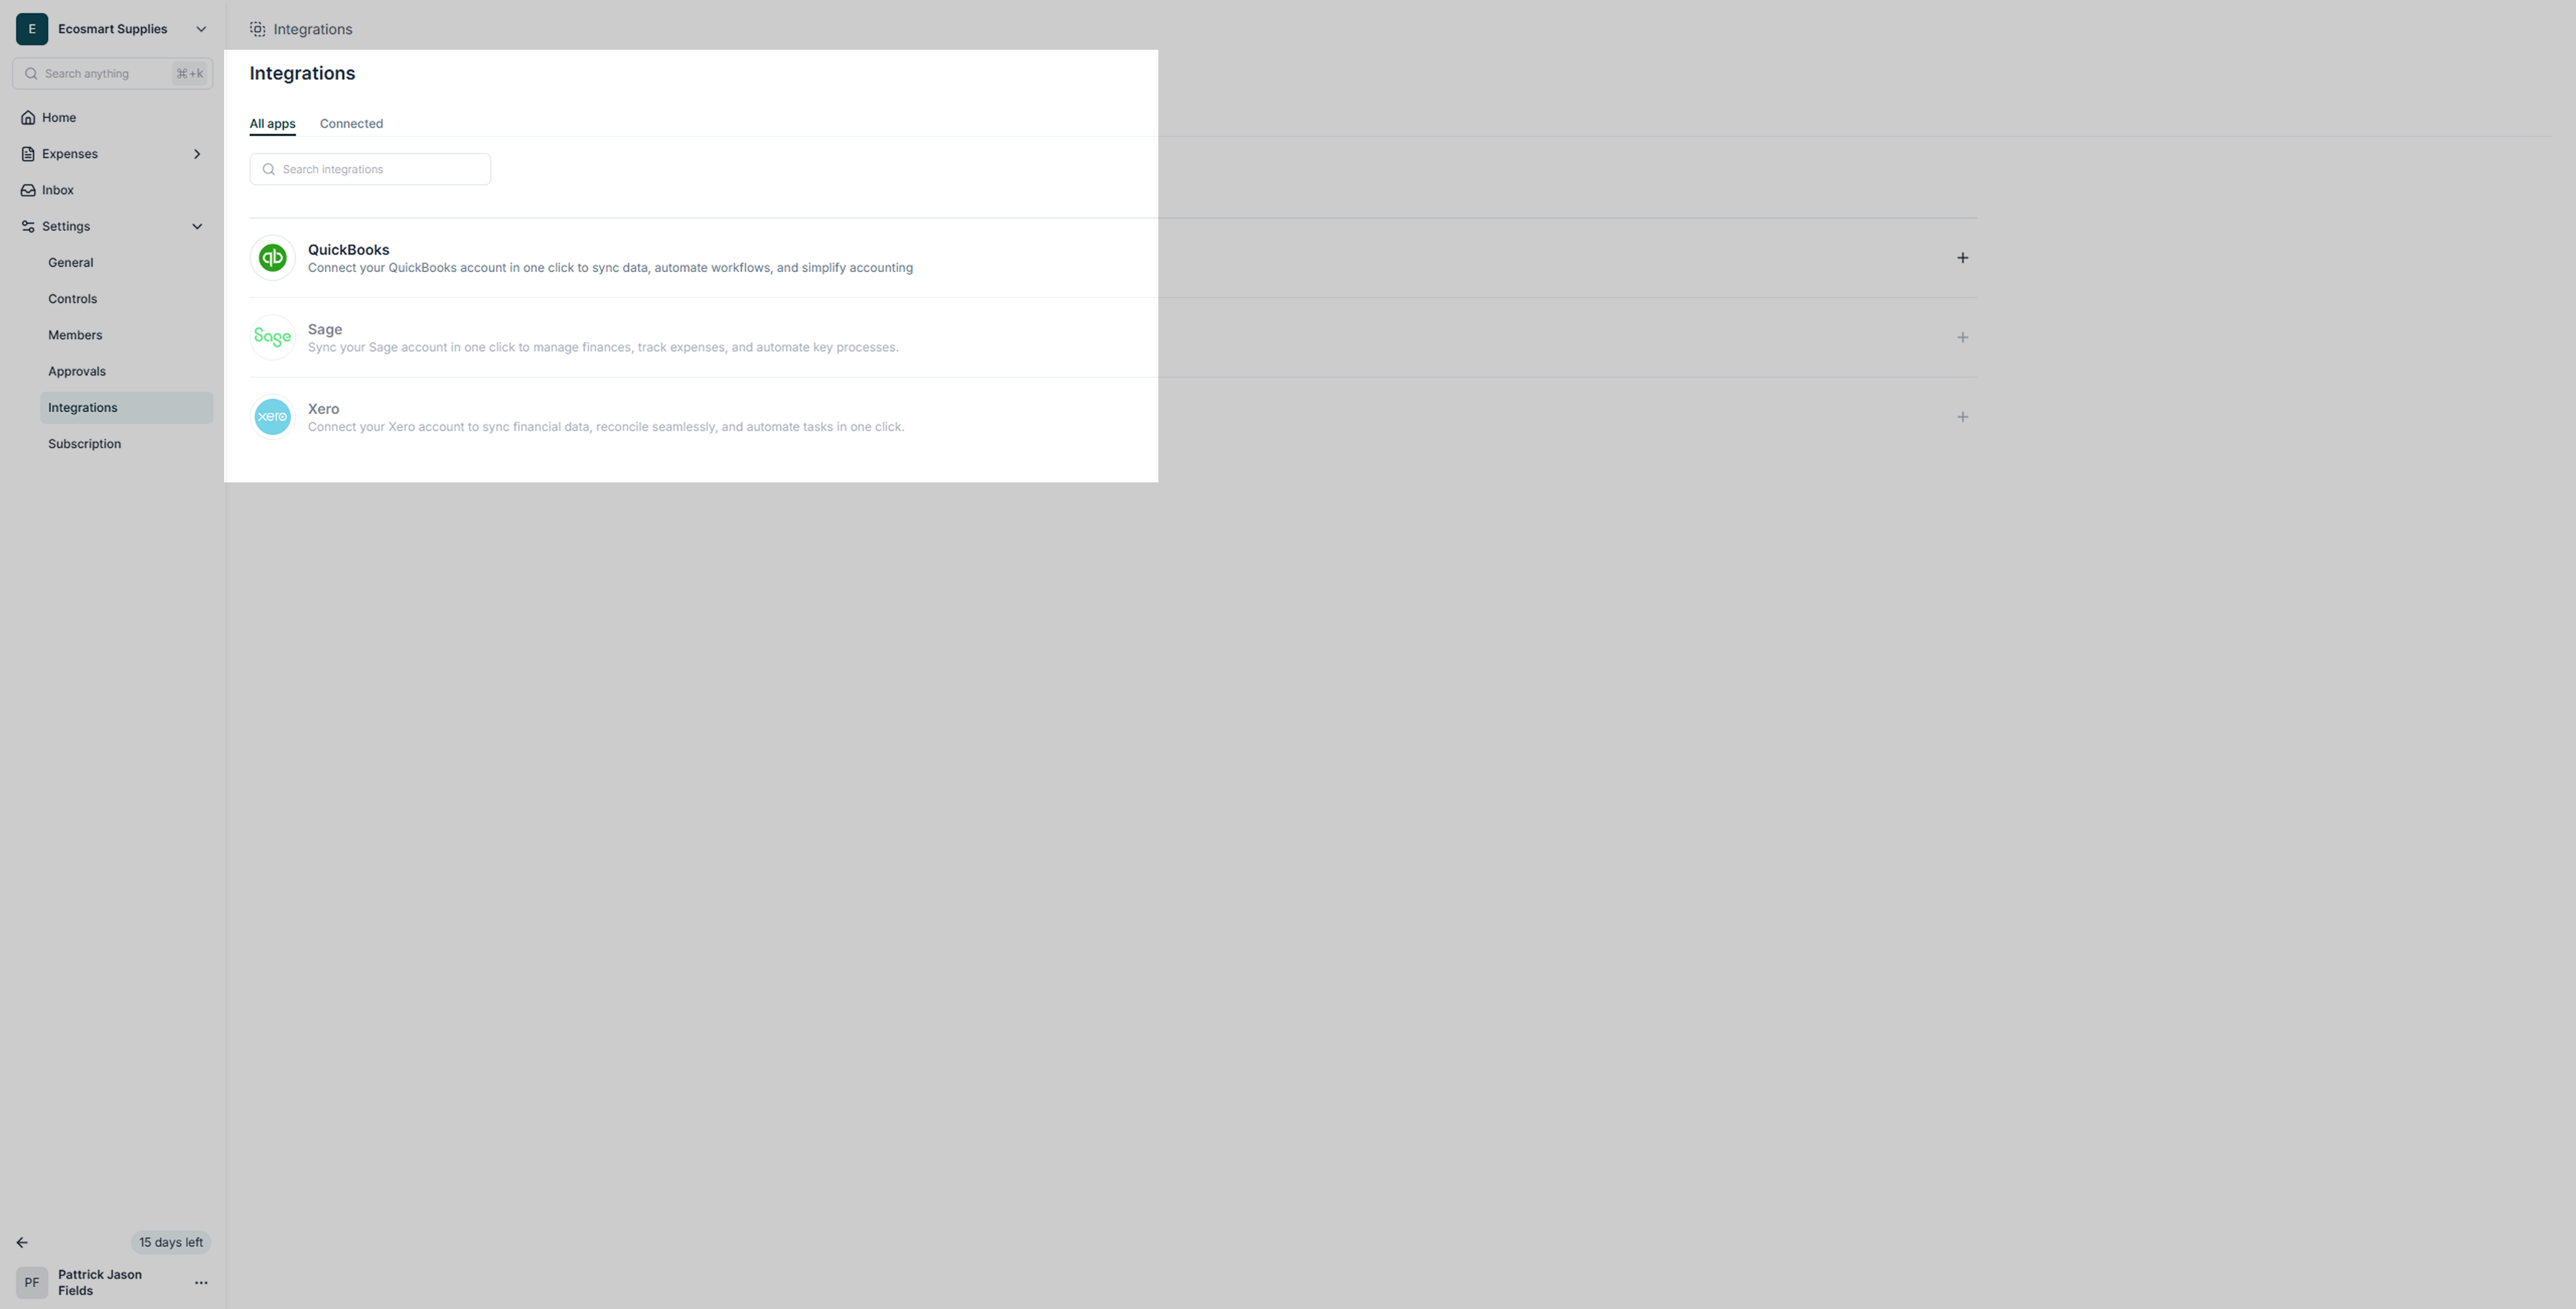 E
Ecosmart Supplies
Search anything
⌘+k
Home
Expenses
Inbox
Settings
General
Controls
Members
Approvals
Integrations
Subscription
15 days left
PF
Pattrick Jason
Fields
Integrations
Integrations
All apps
Connected
Search integrations
qb
QuickBooks
Connect your QuickBooks account in one click to sync data, automate workflows, and simplify accounting
Sage
Sage
Sync your Sage account in one click to manage finances, track expenses, and automate key processes.
xero
Xero
Connect your Xero account to sync financial data, reconcile seamlessly, and automate tasks in one click.